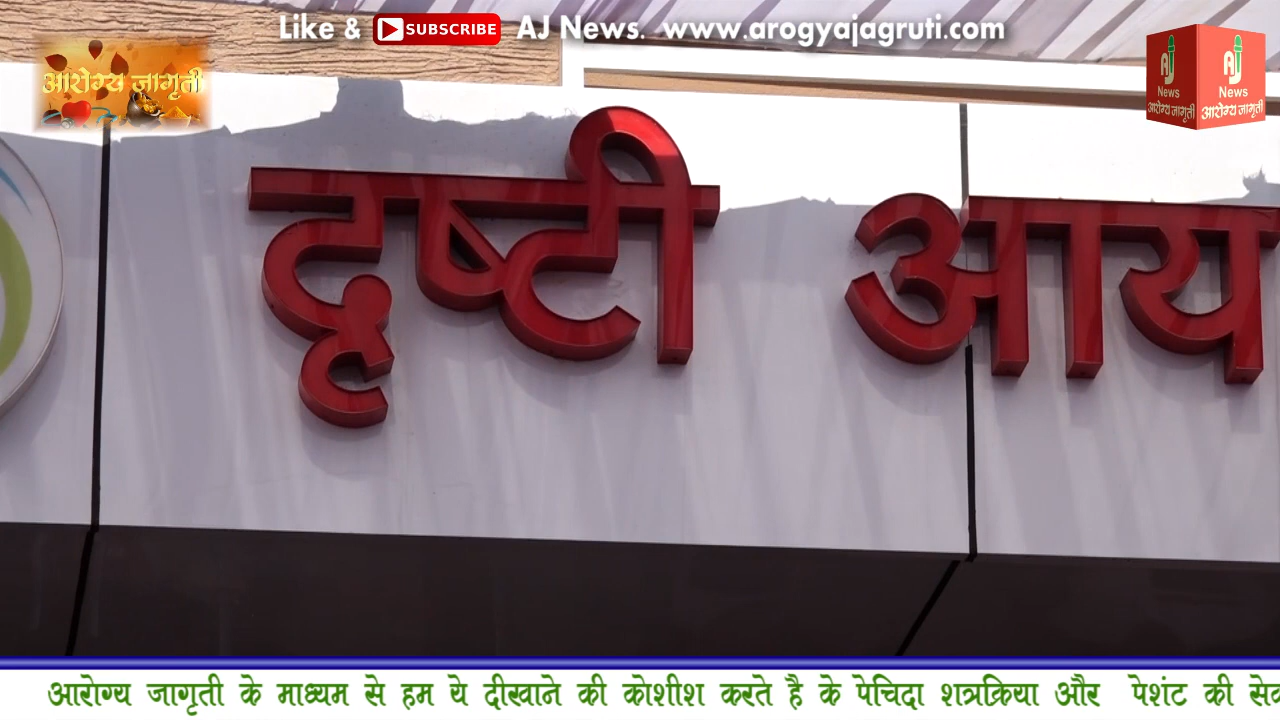 Like & SUBSCRIBE AJ News. www.arogyajagruti.com
आरोग्य जागृती
AJ AJ
News News
आरोग्य जागृती आरोग्य जागृती
दृष्टी आय
आरोग्य जागृती के माध्यम से हम ये दीखाने की कोशीश करते है के पेचिदा शत्रक्रिया और पेशंट की